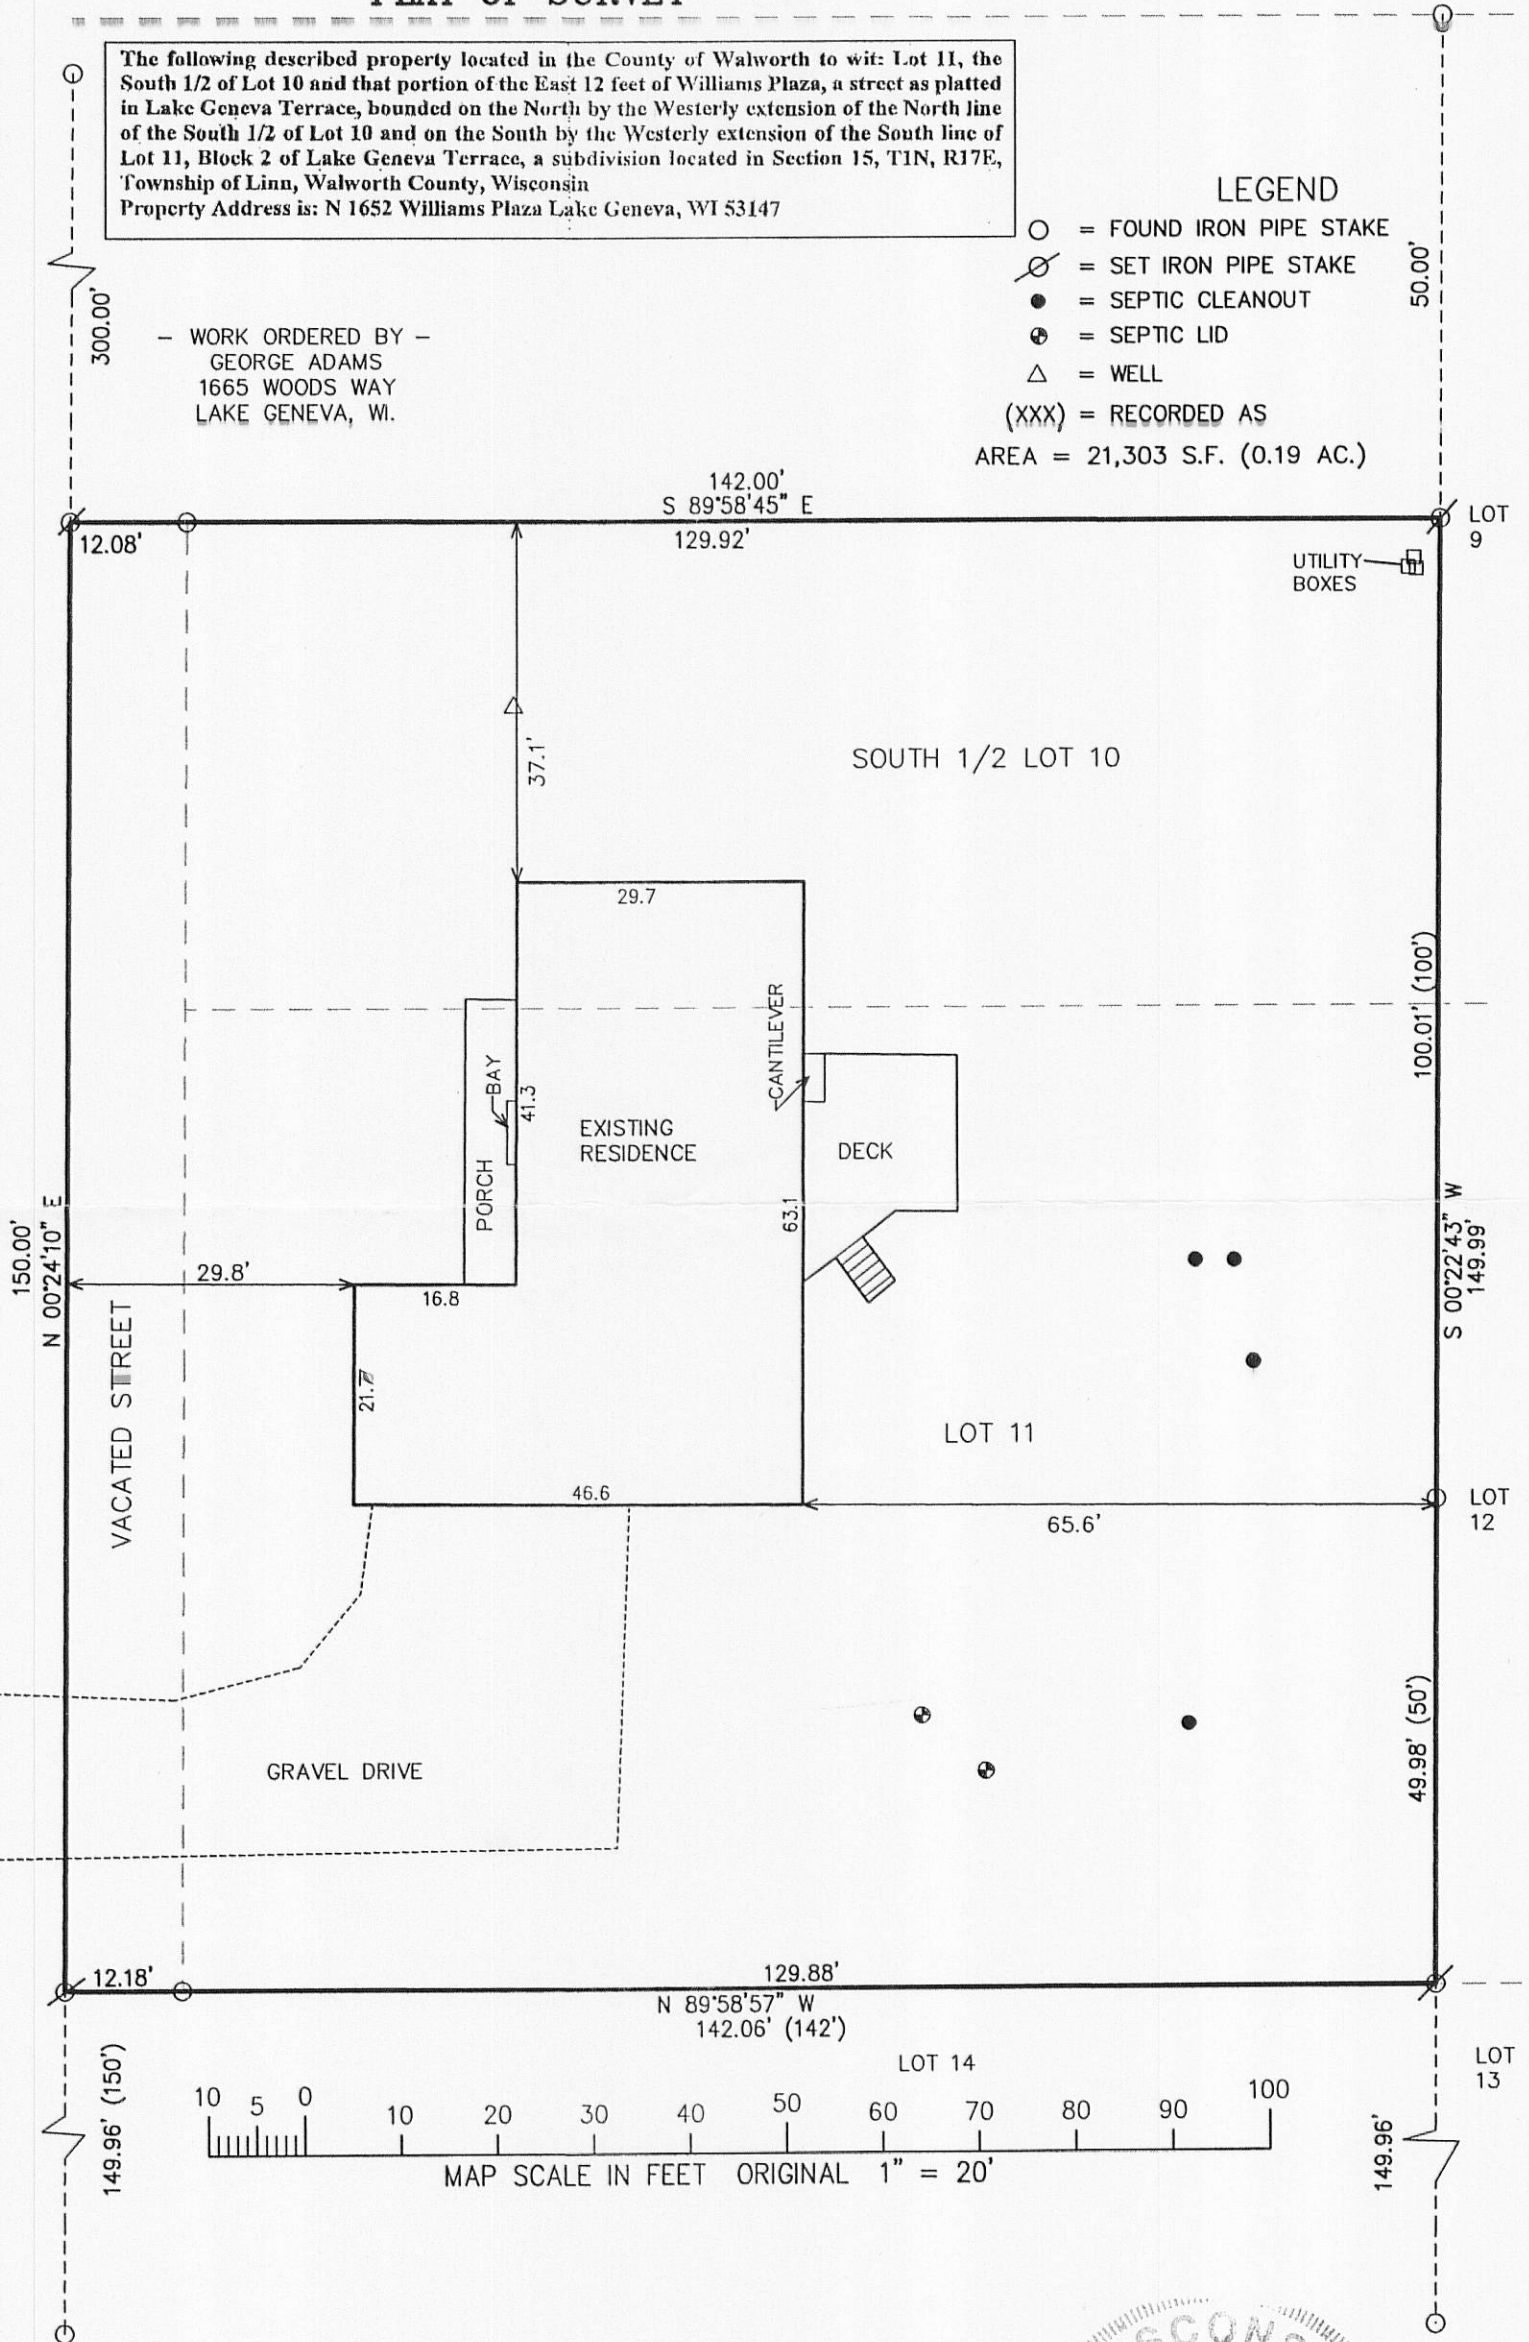 PLAT OF SURVEY
The following described property located in the County of Walworth to wit: Lot 11, the
South 1/2 of Lot 10 and that portion of the East 12 feet of Williams Plaza, a street as platted
in Lake Geneva Terrace, bounded on the North by the Westerly extension of the North line
of the South 1/2 of Lot 10 and on the South by the Westerly extension of the South line of
Lot 11, Block 2 of Lake Geneva Terrace, a subdivision located in Section 15, T1N, R17E,
Township of Linn, Walworth County, Wisconsin
Property Address is: N 1652 Williams Plaza Lake Geneva, WI 53147
LEGEND
= FOUND IRON PIPE STAKE
= SET IRON PIPE STAKE
= SEPTIC CLEANOUT
= SEPTIC LID
= WELL
(XXX) = RECORDED AS
AREA = 21,303 S.F. (0.19 AC.)
50.00'
300.00'
– WORK ORDERED BY –
GEORGE ADAMS
1665 WOODS WAY
LAKE GENEVA, WI.
142.00'
S 89°58'45" E
129.92'
12.08'
LOT
9
UTILITY
BOXES
37.1'
SOUTH 1/2 LOT 10
29.7
100.01' (100')
CANTILEVER
BAY
41.3
EXISTING
RESIDENCE
DECK
PORCH
63.1
150.00'
N 00°24'10" E
S 00°22'43" W
149.99'
29.8'
16.8
VACATED STREET
21.7
LOT 11
46.6
65.6'
LOT
12
GRAVEL DRIVE
49.98' (50')
12.18'
129.88'
N 89°58'57" W
142.06' (142')
LOT 14
LOT
13
149.96' (150')
149.96'
10 5 0 10 20 30 40 50 60 70 80 90 100
MAP SCALE IN FEET ORIGINAL 1" = 20'